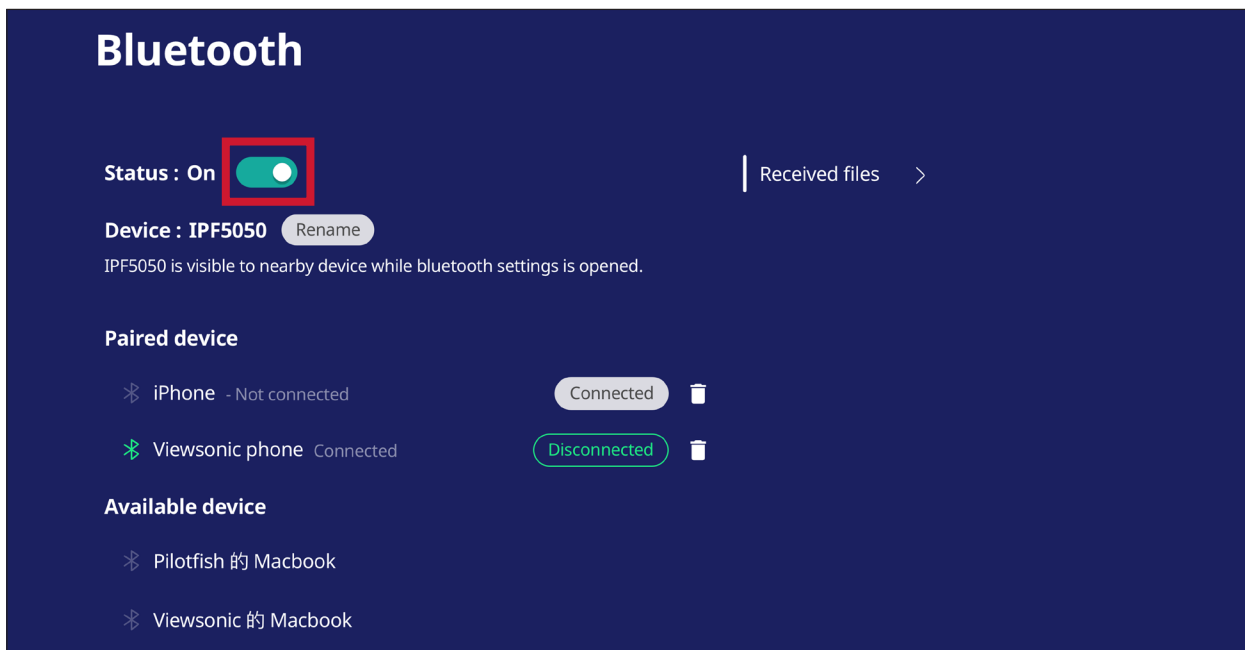 Bluetooth
Status : On
Received files
Device : IPF5050 Rename
IPF5050 is visible to nearby device while bluetooth settings is opened.
Paired device
iPhone - Not connected Connected
Viewsonic phone Connected Disconnected
Available device
Pilotfish 的 Macbook
Viewsonic 的 Macbook